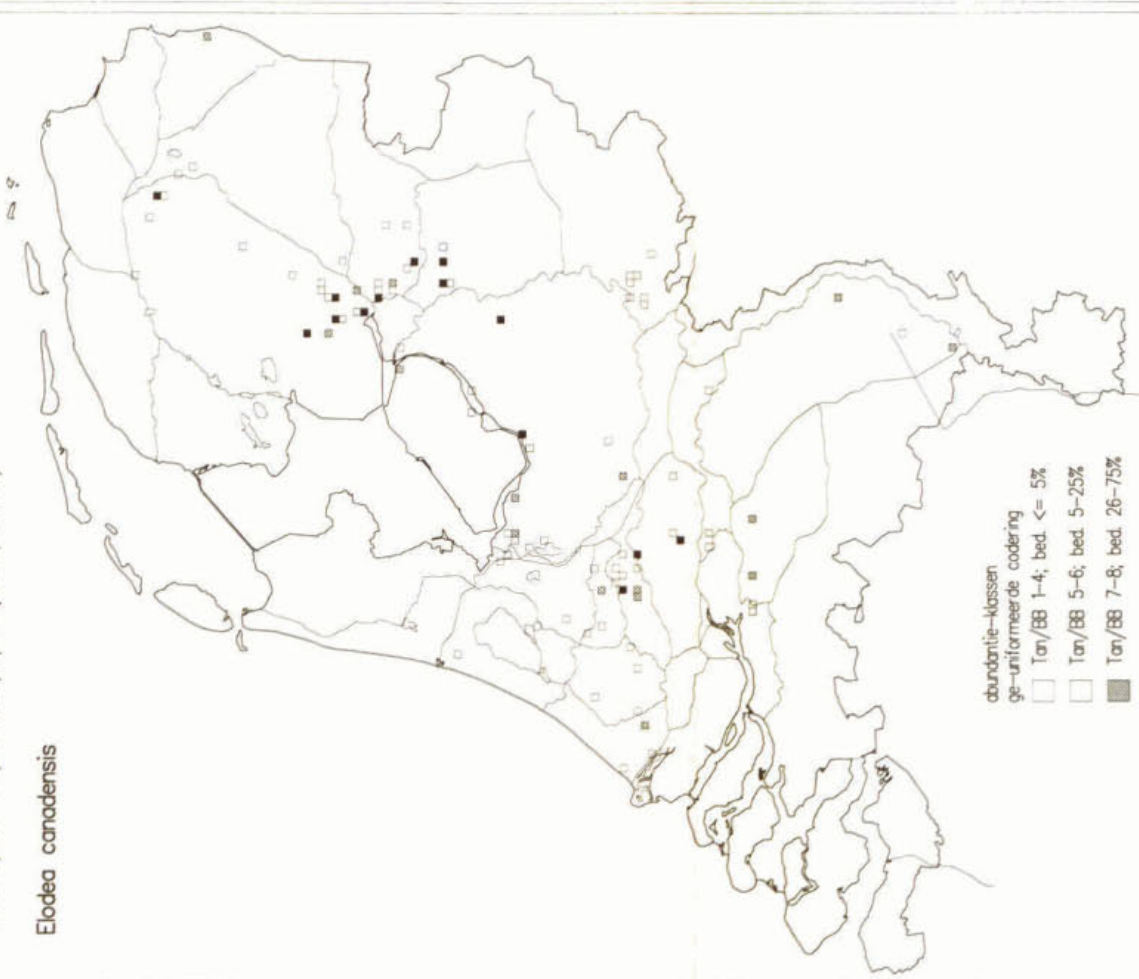 Elodea canadensis
abundantie-klassen
ge-uniformeerde codering
Tan/BB 1-4; bed. <= 5%
Tan/BB 5-6; bed. 5-25%
Tan/BB 7-8; bed. 26-75%